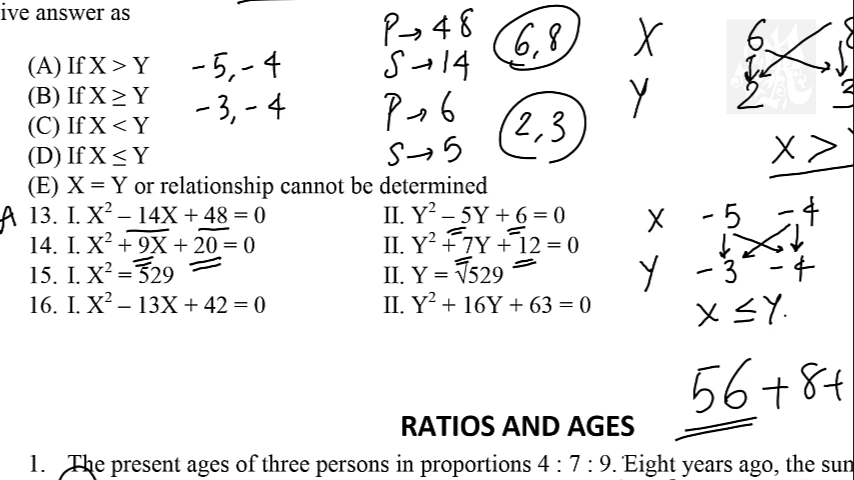 ive answer as
(A) If X > Y
(B) If X ≥ Y
(C) If X < Y
(D) If X ≤ Y
(E) X = Y or relationship cannot be determined
-5, -4
-3, -4
P→48
S→14
6,8
P→6
S→5
2,3
X 6 8
Y 2 3
X >
A 13. I. X² – 14X + 48 = 0 II. Y² – 5Y + 6 = 0
14. I. X² + 9X + 20 = 0 II. Y² + 7Y + 12 = 0
15. I. X² = 529 II. Y = √529
16. I. X² – 13X + 42 = 0 II. Y² + 16Y + 63 = 0
X -5 -4
Y -3 -4
X ≤ Y.
56 + 8+
RATIOS AND AGES
1. The present ages of three persons in proportions 4 : 7 : 9. Eight years ago, the sum